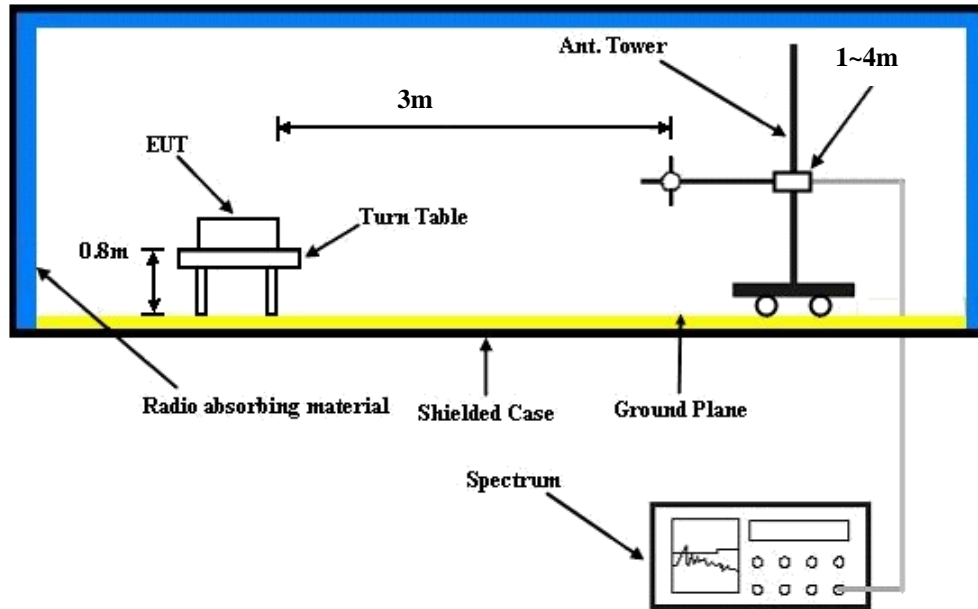 Ant. Tower
1~4m
3m
EUT
Turn Table
0.8m
Radio absorbing material
Shielded Case
Ground Plane
Spectrum